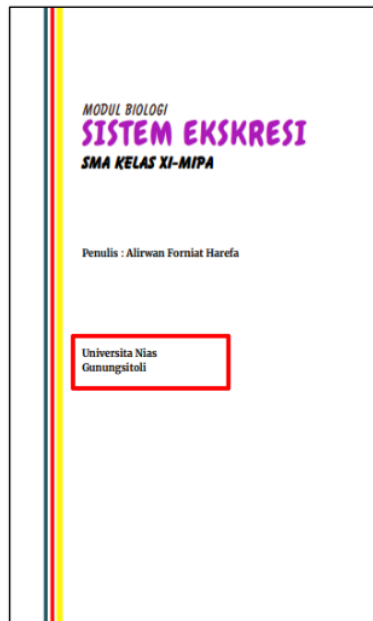 MODUL BIOLOGI
SISTEM EKSKRESI
SMA KELAS XI-MIPA
Penulis : Alirwan Forniat Harefa
Universita Nias
Gunungsitoli